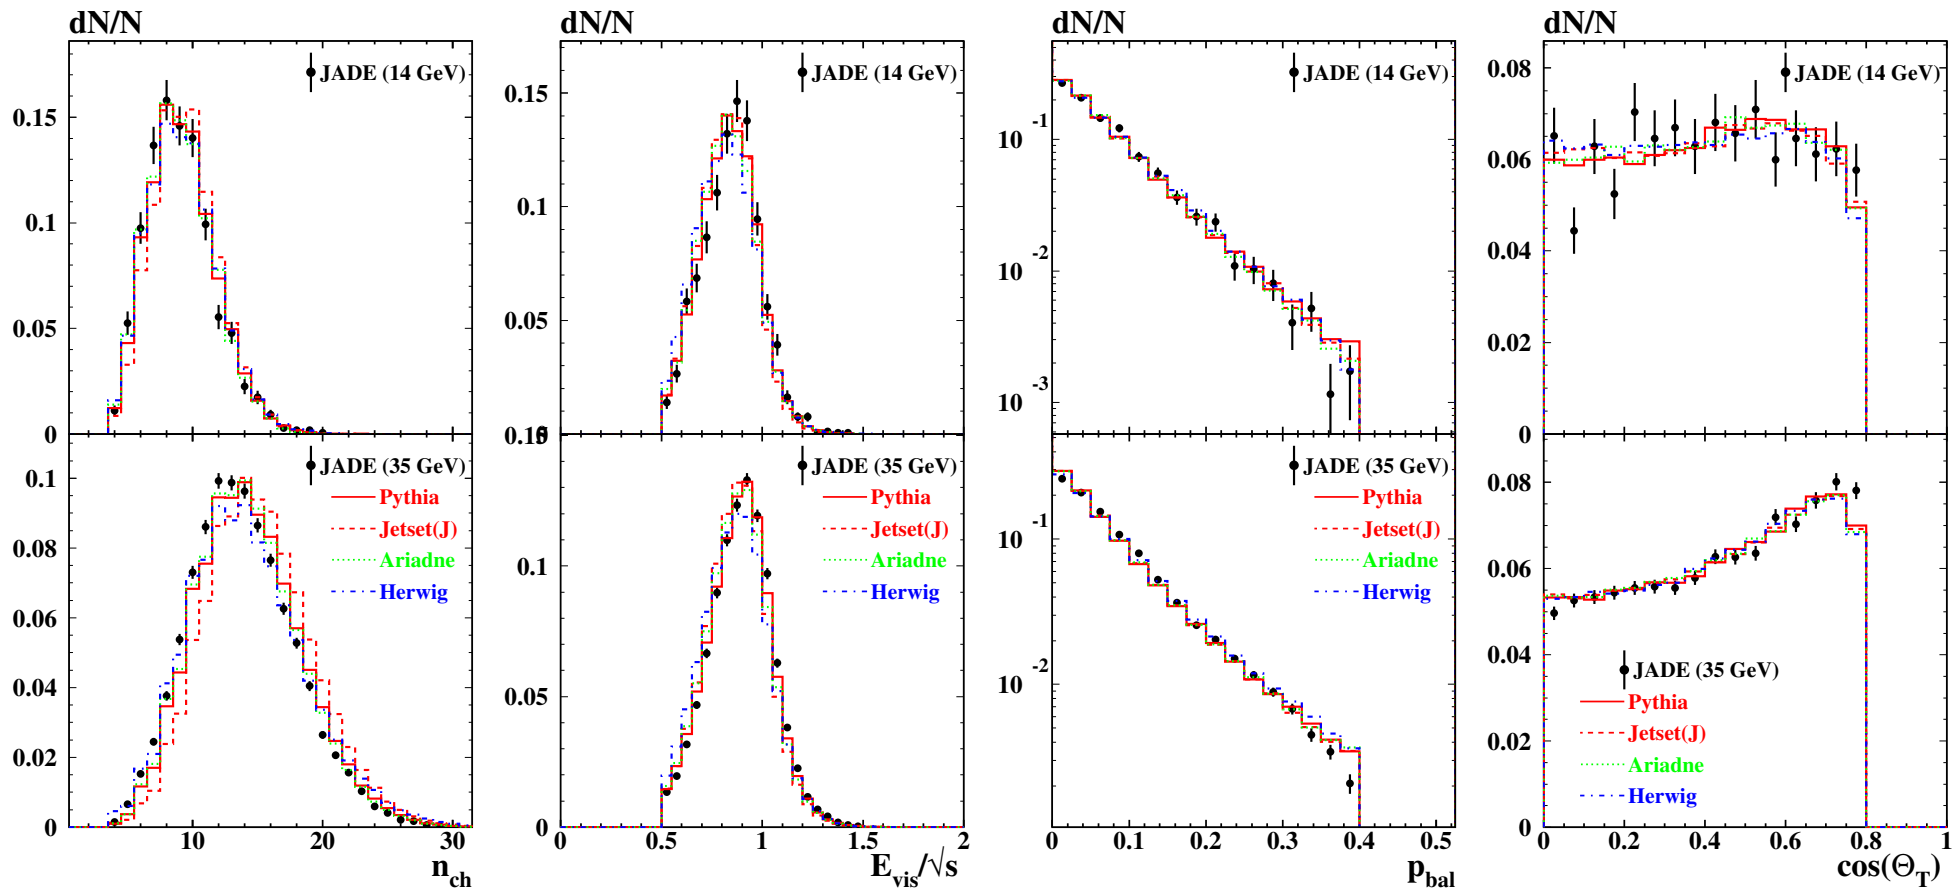 dN/N
JADE (14 GeV)
0.15
0.1
0.05
0
dN/N
JADE (14 GeV)
0.15
0.1
0.05
0
dN/N
JADE (14 GeV)
10 -1
10 -2
10 -3
dN/N
JADE (14 GeV)
0.08
0.06
0.04
0.02
0
JADE (35 GeV)
Pythia
Jetset(J)
Ariadne
Herwig
0.1
0.08
0.06
0.04
0.02
0
10 20 30
n_ch
JADE (35 GeV)
Pythia
Jetset(J)
Ariadne
Herwig
0.15
0.1
0.05
0
0 0.5 1 1.5 2
E_vis/√s
JADE (35 GeV)
Pythia
Jetset(J)
Ariadne
Herwig
10 -1
10 -2
0 0.1 0.2 0.3 0.4 0.5
p_bal
0.08
0.06
0.04
0.02
0
JADE (35 GeV)
Pythia
Jetset(J)
Ariadne
Herwig
0 0.2 0.4 0.6 0.8 1
cos(Θ_T)